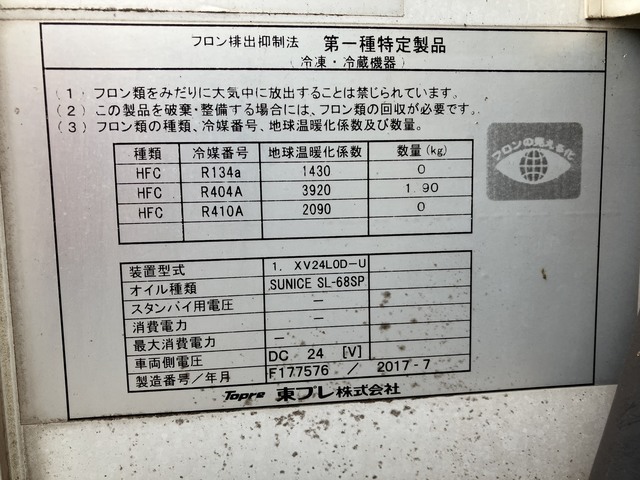 フロン排出抑制法 第一種特定製品
（冷凍・冷蔵機器）
(1) フロン類をみだりに大気中に放出することは禁じられています。
(2) この製品を破棄・整備する場合には、フロン類の回収が必要です。
(3) フロン類の種類、冷媒番号、地球温暖化係数及び数量。
種類 冷媒番号 地球温暖化係数 数量(kg)
HFC R134a 1430 0
HFC R404A 3920 1.90
HFC R410A 2090 0
フロンの見える化
装置型式 1. XV24LOD-U
オイル種類 SUNICE SL-68SP
スタンバイ用電圧 —
消費電力 —
最大消費電力 —
車両側電圧 DC 24 [V]
製造番号／年月 F177576 ／ 2017-7
Topre 東プレ株式会社